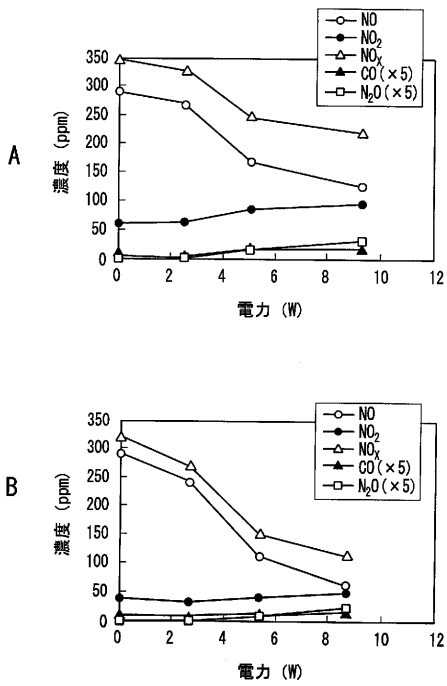 A
NO
NO₂
NOₓ
CO(×5)
N₂O(×5)
濃度 (ppm)
350
300
250
200
150
100
50
0
0 2 4 6 8 10 12
電力 (W)
B
NO
NO₂
NOₓ
CO(×5)
N₂O(×5)
濃度 (ppm)
350
300
250
200
150
100
50
0
0 2 4 6 8 10 12
電力 (W)